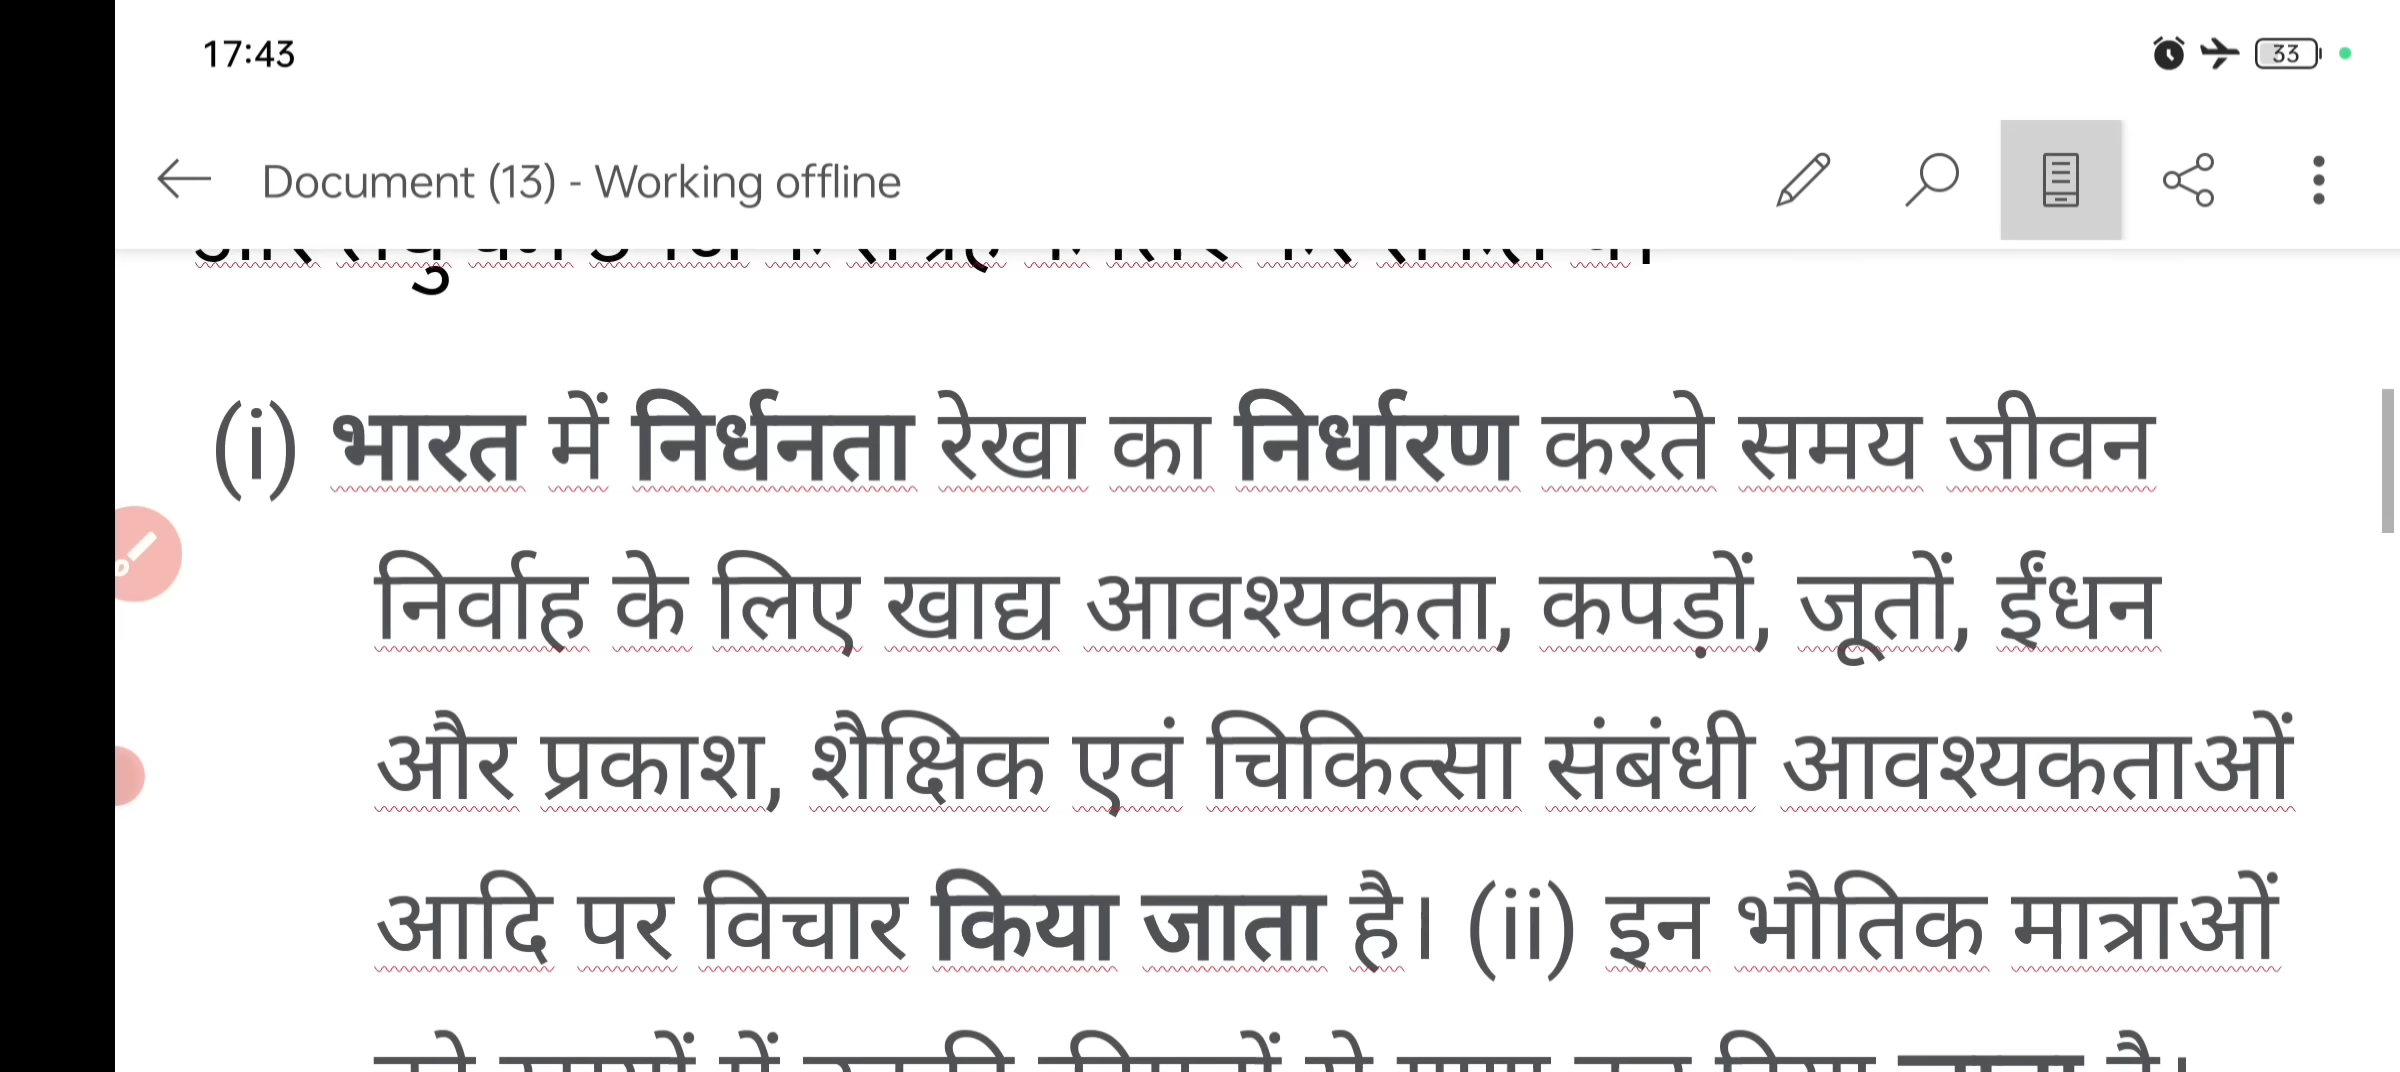 17:43
33
Document (13) - Working offline
(i) भारत में निर्धनता रेखा का निर्धारण करते समय जीवन
निर्वाह के लिए खाद्य आवश्यकता, कपड़ों, जूतों, ईंधन
और प्रकाश, शैक्षिक एवं चिकित्सा संबंधी आवश्यकताओं
आदि पर विचार किया जाता है। (ii) इन भौतिक मात्राओं